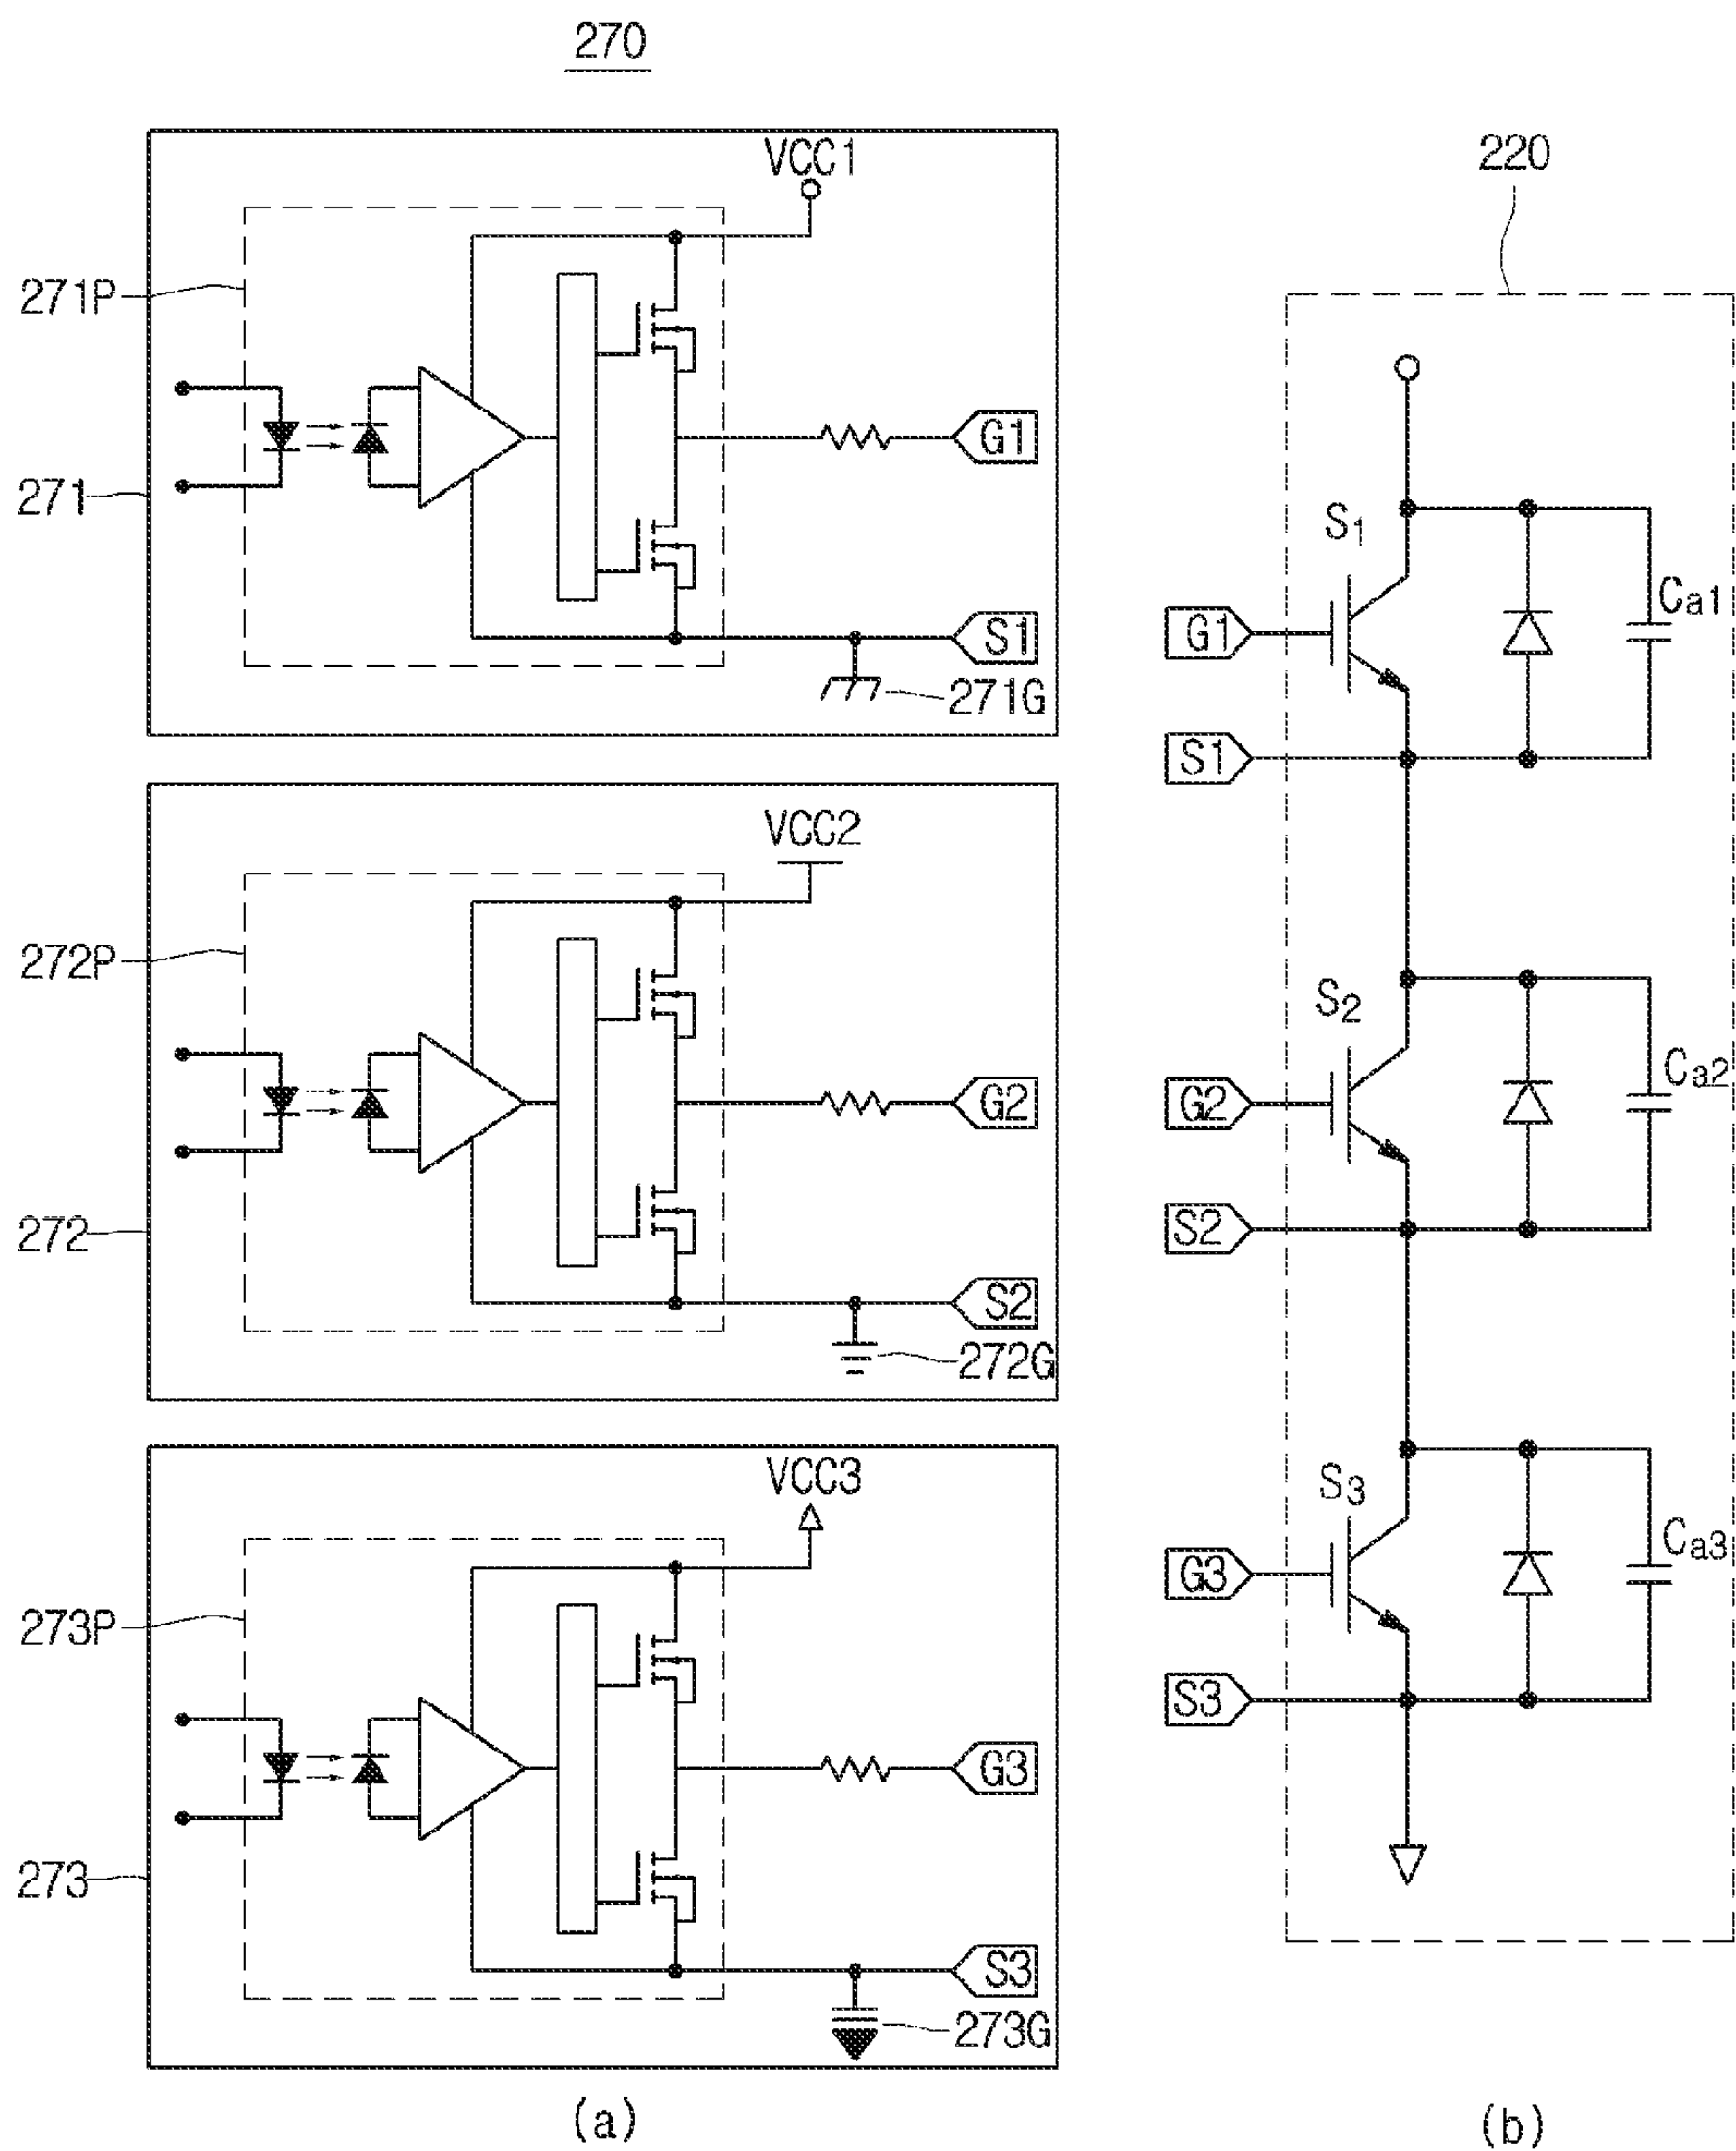 270
VCC1
271P
271
G1
S1
271G
VCC2
272P
272
G2
S2
272G
VCC3
273P
273
G3
S3
273G
(a)
220
S1
Ca1
G1
S1
S2
Ca2
G2
S2
S3
Ca3
G3
S3
(b)